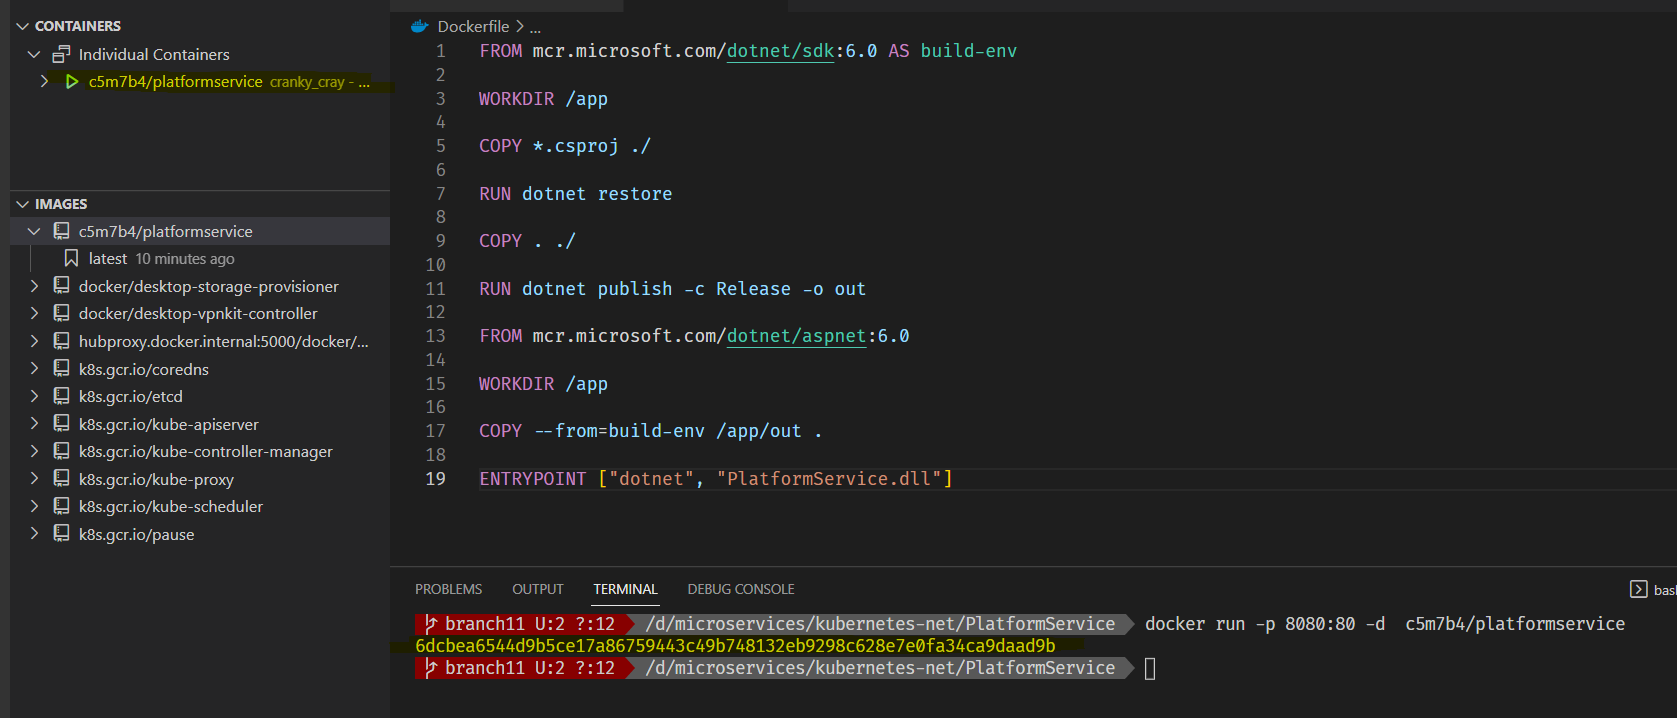 CONTAINERS
Individual Containers
c5m7b4/platformservice cranky_cray - ...
IMAGES
c5m7b4/platformservice
latest 10 minutes ago
docker/desktop-storage-provisioner
docker/desktop-vpnkit-controller
hubproxy.docker.internal:5000/docker/...
k8s.gcr.io/coredns
k8s.gcr.io/etcd
k8s.gcr.io/kube-apiserver
k8s.gcr.io/kube-controller-manager
k8s.gcr.io/kube-proxy
k8s.gcr.io/kube-scheduler
k8s.gcr.io/pause
Dockerfile > ...
1 FROM mcr.microsoft.com/dotnet/sdk:6.0 AS build-env
2
3 WORKDIR /app
4
5 COPY *.csproj ./
6
7 RUN dotnet restore
8
9 COPY . ./
10
11 RUN dotnet publish -c Release -o out
12
13 FROM mcr.microsoft.com/dotnet/aspnet:6.0
14
15 WORKDIR /app
16
17 COPY --from=build-env /app/out .
18
19 ENTRYPOINT ["dotnet", "PlatformService.dll"]
PROBLEMS OUTPUT TERMINAL DEBUG CONSOLE bas
branch11 U:2 ?:12 /d/microservices/kubernetes-net/PlatformService docker run -p 8080:80 -d c5m7b4/platformservice
6dcbea6544d9b5ce17a86759443c49b748132eb9298c628e7e0fa34ca9daad9b
branch11 U:2 ?:12 /d/microservices/kubernetes-net/PlatformService